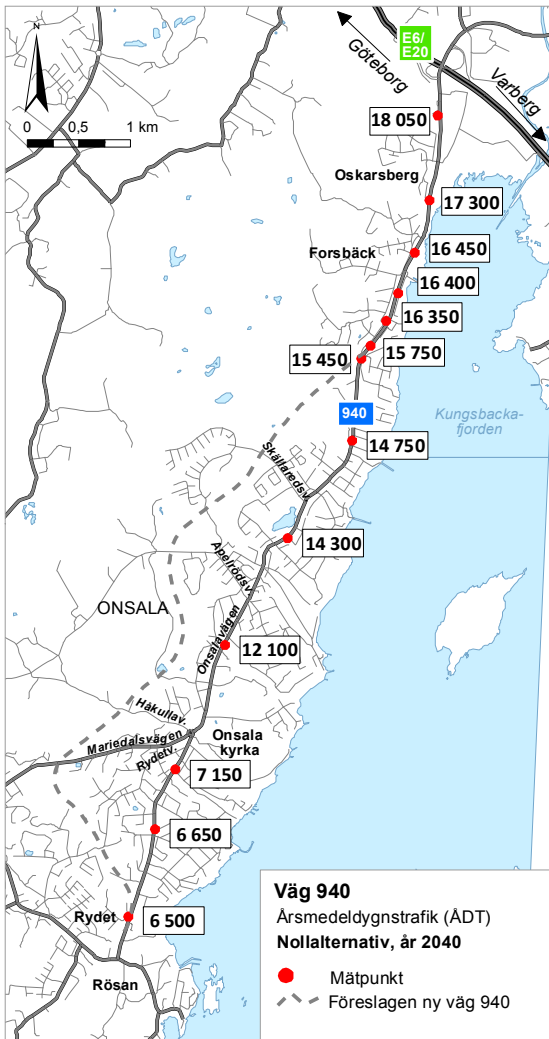 N
E6/
E20
Göteborg
Varberg
0 0,5 1 km
18 050
Oskarsberg
17 300
Forsbäck
16 450
16 400
16 350
15 750
15 450
940
Kungsbacka-
fjorden
14 750
Skällaredsv.
14 300
Apelrödsv.
ONSALA
Onsalavägen
12 100
Håkullav.
Mariedalsvägen
Onsala
kyrka
Rydetv.
7 150
6 650
Rydet
6 500
Rösan
Väg 940
Årsmedeldygnstrafik (ÅDT)
Nollalternativ, år 2040
Mätpunkt
Föreslagen ny väg 940